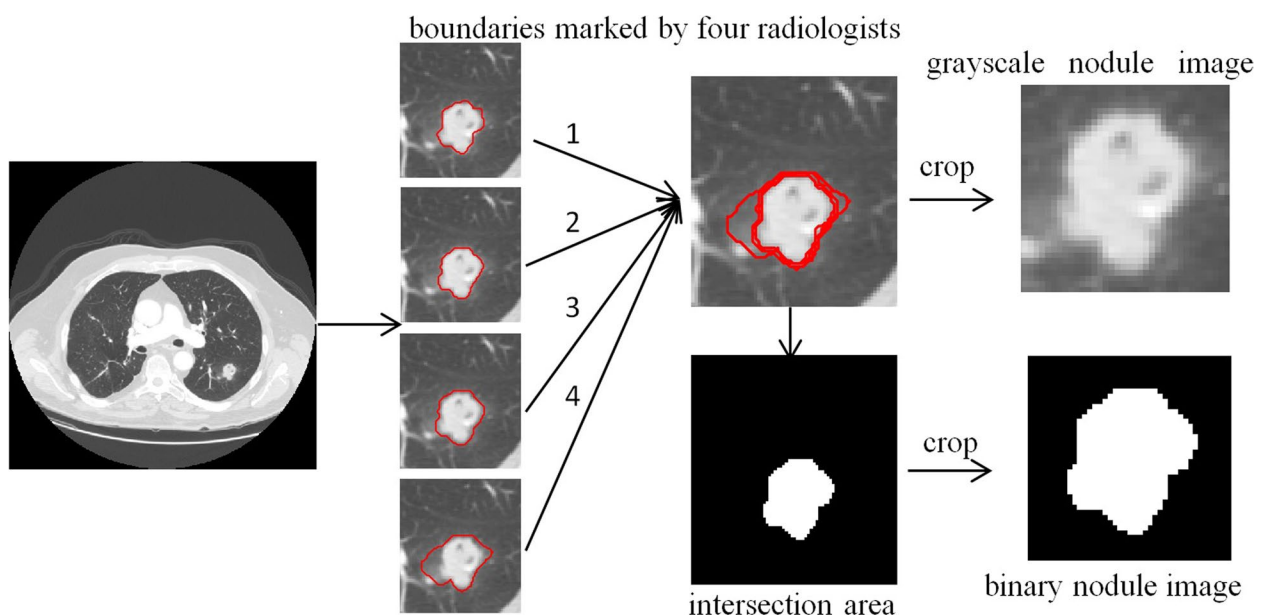 boundaries marked by four radiologists
grayscale nodule image
1
crop
2
3
4
crop
intersection area
binary nodule image